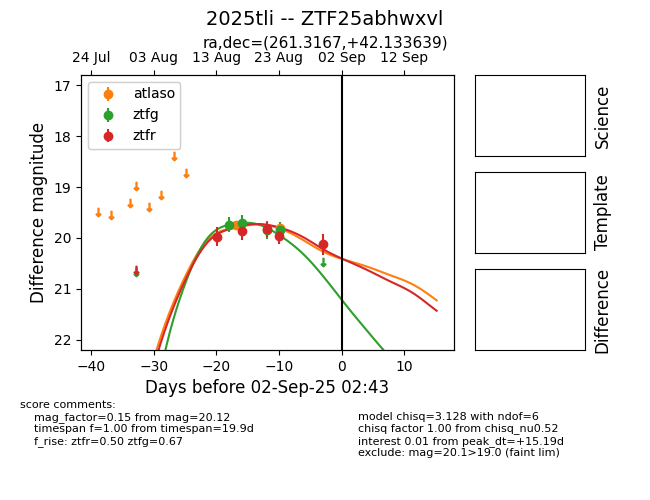 2025tli -- ZTF25abhwxvl
ra,dec=(261.3167,+42.133639)
24 Jul 03 Aug 13 Aug 23 Aug 02 Sep 12 Sep
atlaso
ztfg
ztfr
17
18
19
20
21
22
Difference magnitude
−40 −30 −20 −10 0 10
Days before 02-Sep-25 02:43
Science
Template
Difference
score comments:
mag_factor=0.15 from mag=20.12
timespan f=1.00 from timespan=19.9d
f_rise: ztfr=0.50 ztfg=0.67
model chisq=3.128 with ndof=6
chisq factor 1.00 from chisq_nu0.52
interest 0.01 from peak_dt=+15.19d
exclude: mag=20.1>19.0 (faint lim)